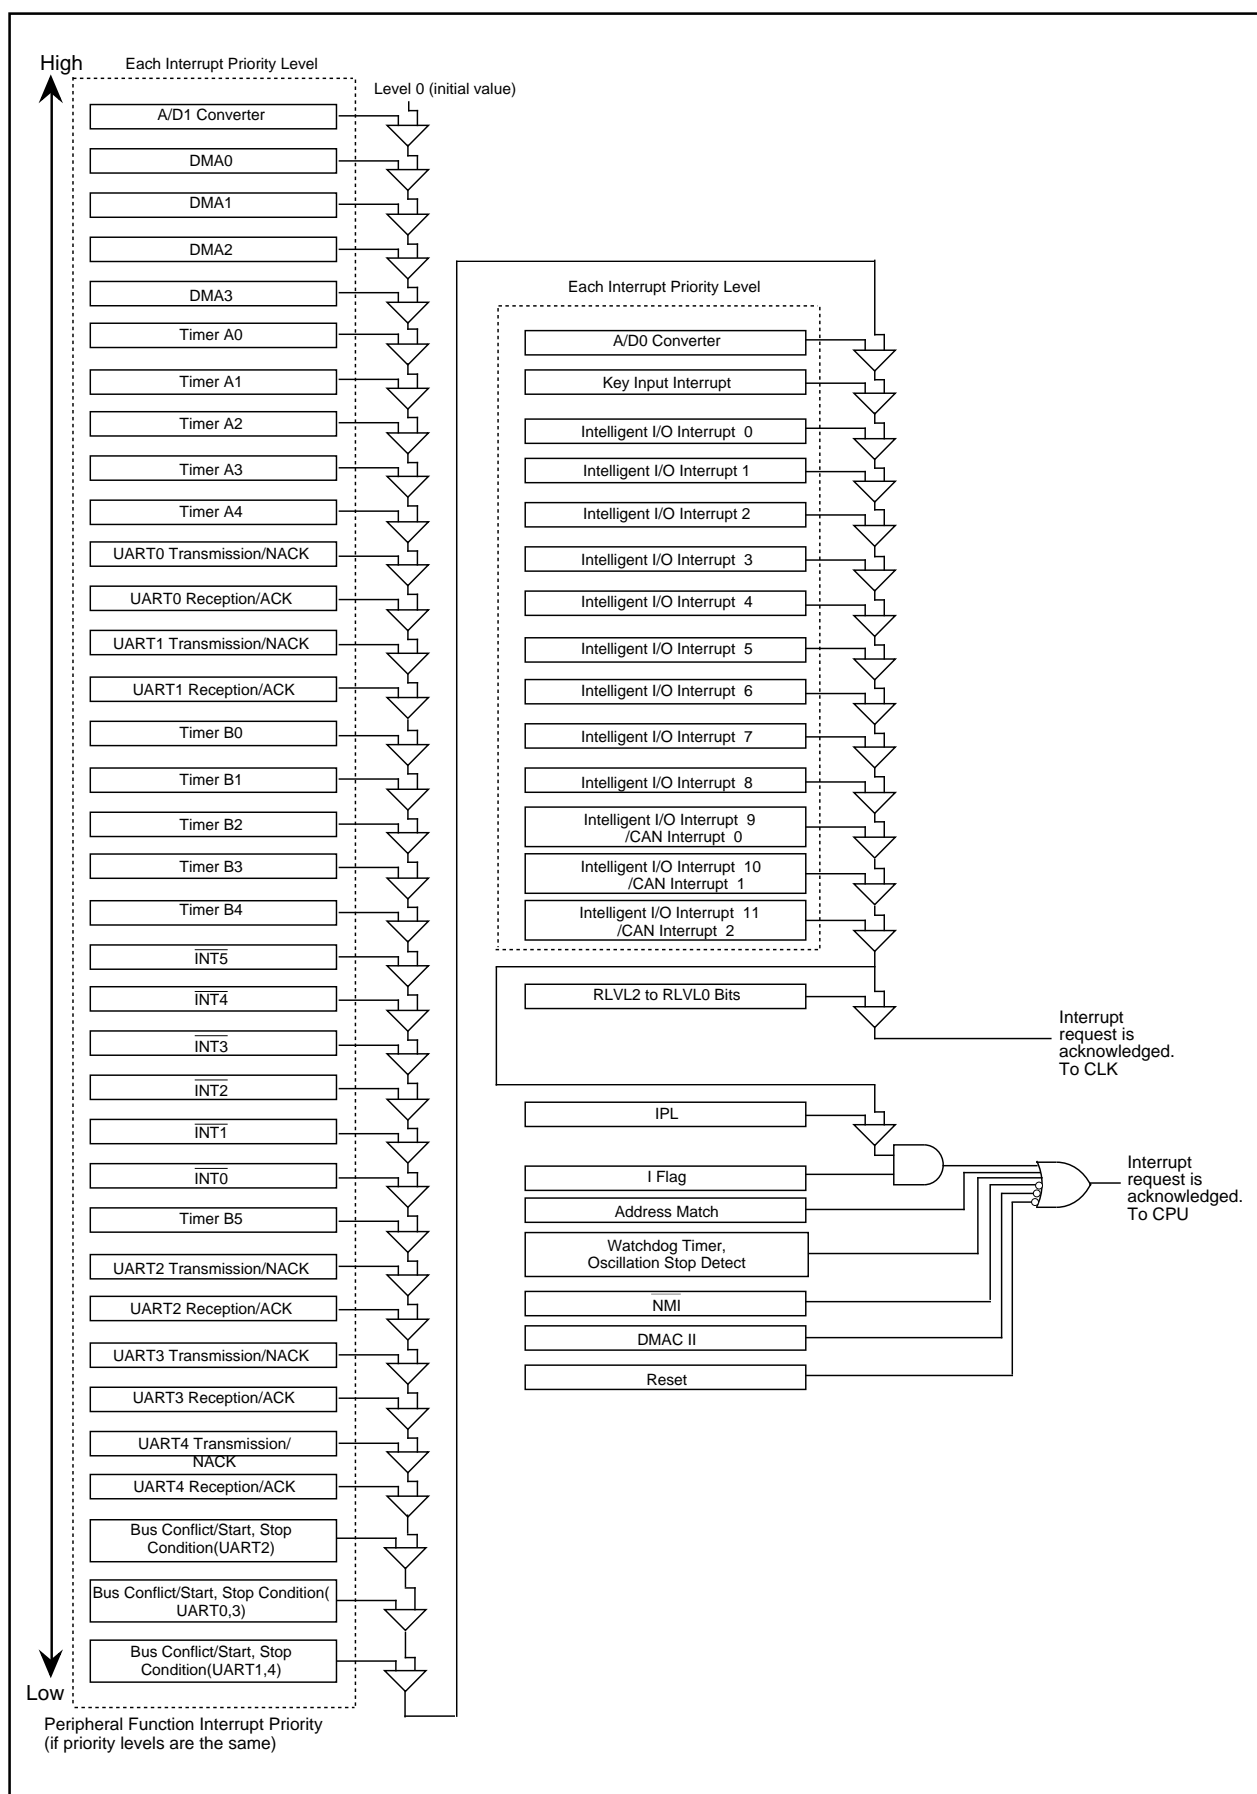 High
Each Interrupt Priority Level
Level 0 (initial value)
A/D1 Converter
DMA0
DMA1
DMA2
DMA3
Timer A0
Timer A1
Timer A2
Timer A3
Timer A4
UART0 Transmission/NACK
UART0 Reception/ACK
UART1 Transmission/NACK
UART1 Reception/ACK
Timer B0
Timer B1
Timer B2
Timer B3
Timer B4
INT5
INT4
INT3
INT2
INT1
INT0
Timer B5
UART2 Transmission/NACK
UART2 Reception/ACK
UART3 Transmission/NACK
UART3 Reception/ACK
UART4 Transmission/
NACK
UART4 Reception/ACK
Bus Conflict/Start, Stop
Condition(UART2)
Bus Conflict/Start, Stop Condition(
UART0,3)
Bus Conflict/Start, Stop
Condition(UART1,4)
Low
Peripheral Function Interrupt Priority
(if priority levels are the same)
Each Interrupt Priority Level
A/D0 Converter
Key Input Interrupt
Intelligent I/O Interrupt 0
Intelligent I/O Interrupt 1
Intelligent I/O Interrupt 2
Intelligent I/O Interrupt 3
Intelligent I/O Interrupt 4
Intelligent I/O Interrupt 5
Intelligent I/O Interrupt 6
Intelligent I/O Interrupt 7
Intelligent I/O Interrupt 8
Intelligent I/O Interrupt 9
/CAN Interrupt 0
Intelligent I/O Interrupt 10
/CAN Interrupt 1
Intelligent I/O Interrupt 11
/CAN Interrupt 2
RLVL2 to RLVL0 Bits
Interrupt
request is
acknowledged.
To CLK
IPL
I Flag
Address Match
Watchdog Timer,
Oscillation Stop Detect
NMI
DMAC II
Reset
Interrupt
request is
acknowledged.
To CPU